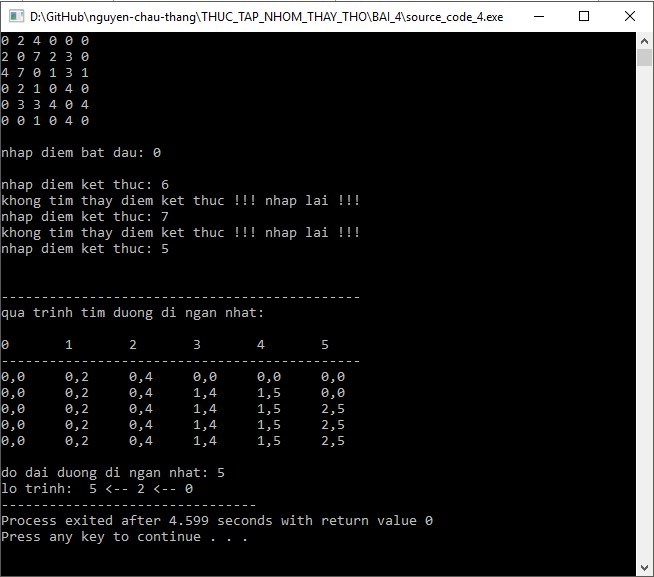 D:\GitHub\nguyen-chau-thang\THUC_TAP_NHOM_THAY_THO\BAI_4\source_code_4.exe
0 2 4 0 0 0
2 0 7 2 3 0
4 7 0 1 3 1
0 2 1 0 4 0
0 3 3 4 0 4
0 0 1 0 4 0
nhap diem bat dau: 0
nhap diem ket thuc: 6
khong tim thay diem ket thuc !!! nhap lai !!!
nhap diem ket thuc: 7
khong tim thay diem ket thuc !!! nhap lai !!!
nhap diem ket thuc: 5
---------------------------------------------
qua trinh tim duong di ngan nhat:
0 1 2 3 4 5
---------------------------------------------
0,0 0,2 0,4 0,0 0,0 0,0
0,0 0,2 0,4 1,4 1,5 0,0
0,0 0,2 0,4 1,4 1,5 2,5
0,0 0,2 0,4 1,4 1,5 2,5
0,0 0,2 0,4 1,4 1,5 2,5
do dai duong di ngan nhat: 5
lo trinh:  5 <-- 2 <-- 0
--------------------------------
Process exited after 4.599 seconds with return value 0
Press any key to continue . . .